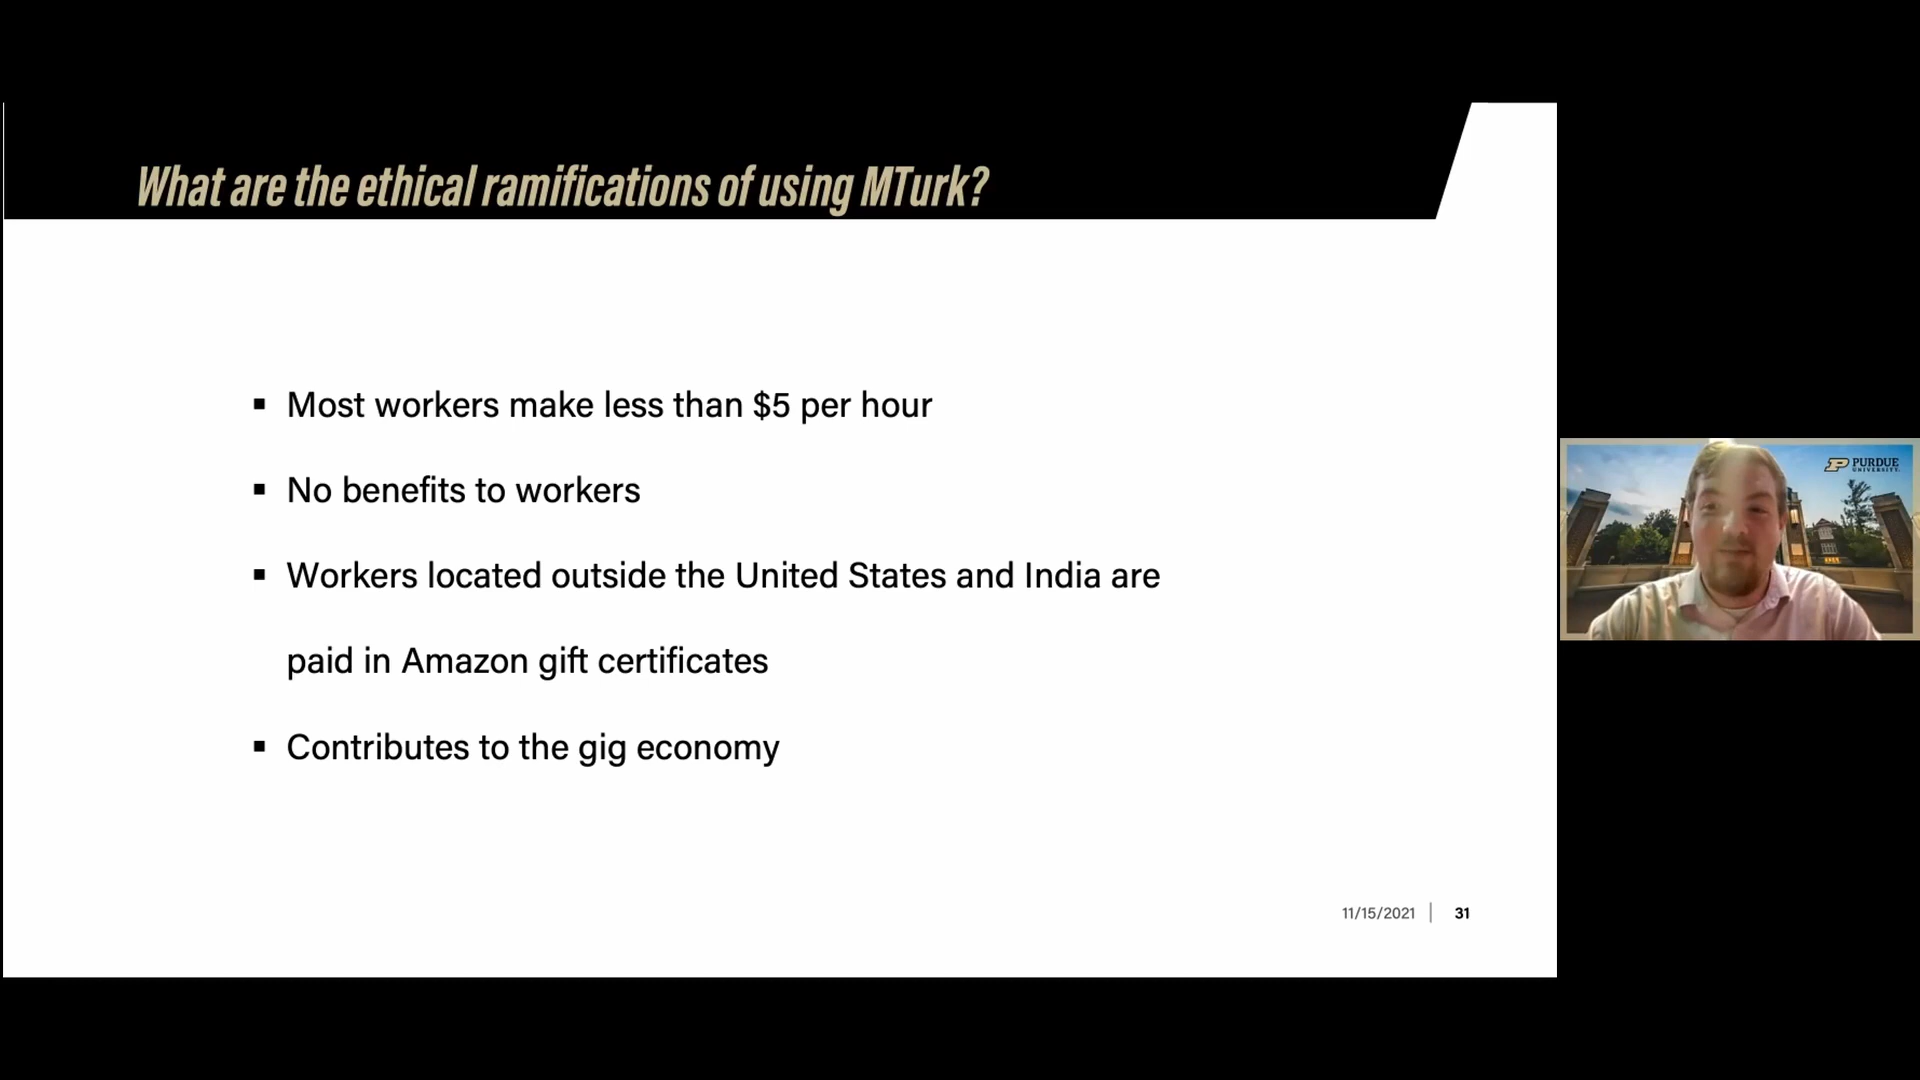 What are the ethical ramifications of using MTurk?
▪ Most workers make less than $5 per hour
▪ No benefits to workers
▪ Workers located outside the United States and India are
paid in Amazon gift certificates
▪ Contributes to the gig economy
11/15/2021 | 31
PURDUE
UNIVERSITY